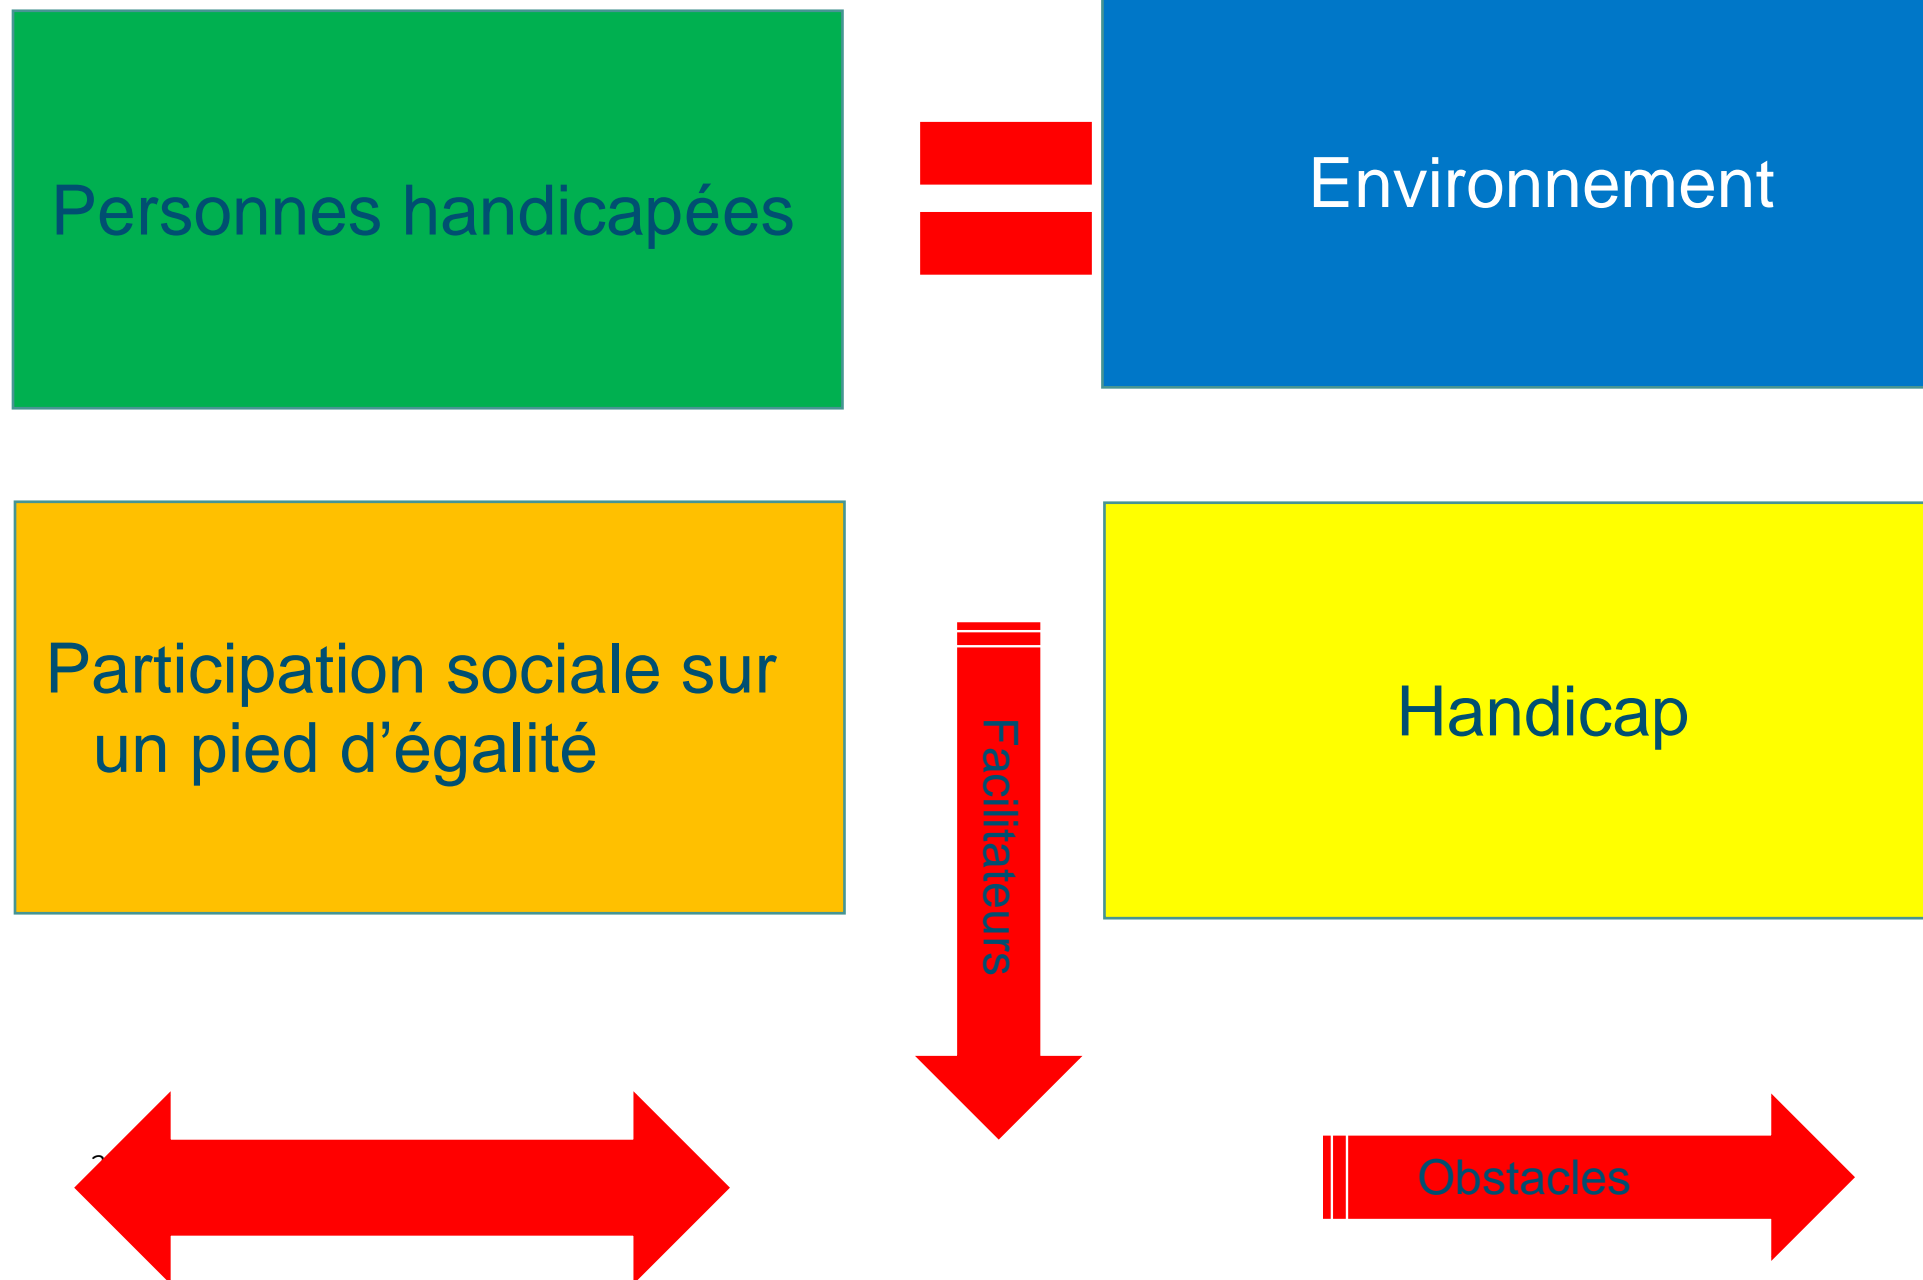 Personnes handicapées
Environnement
Participation sociale sur
un pied d’égalité
Handicap
Facilitateurs
Obstacles